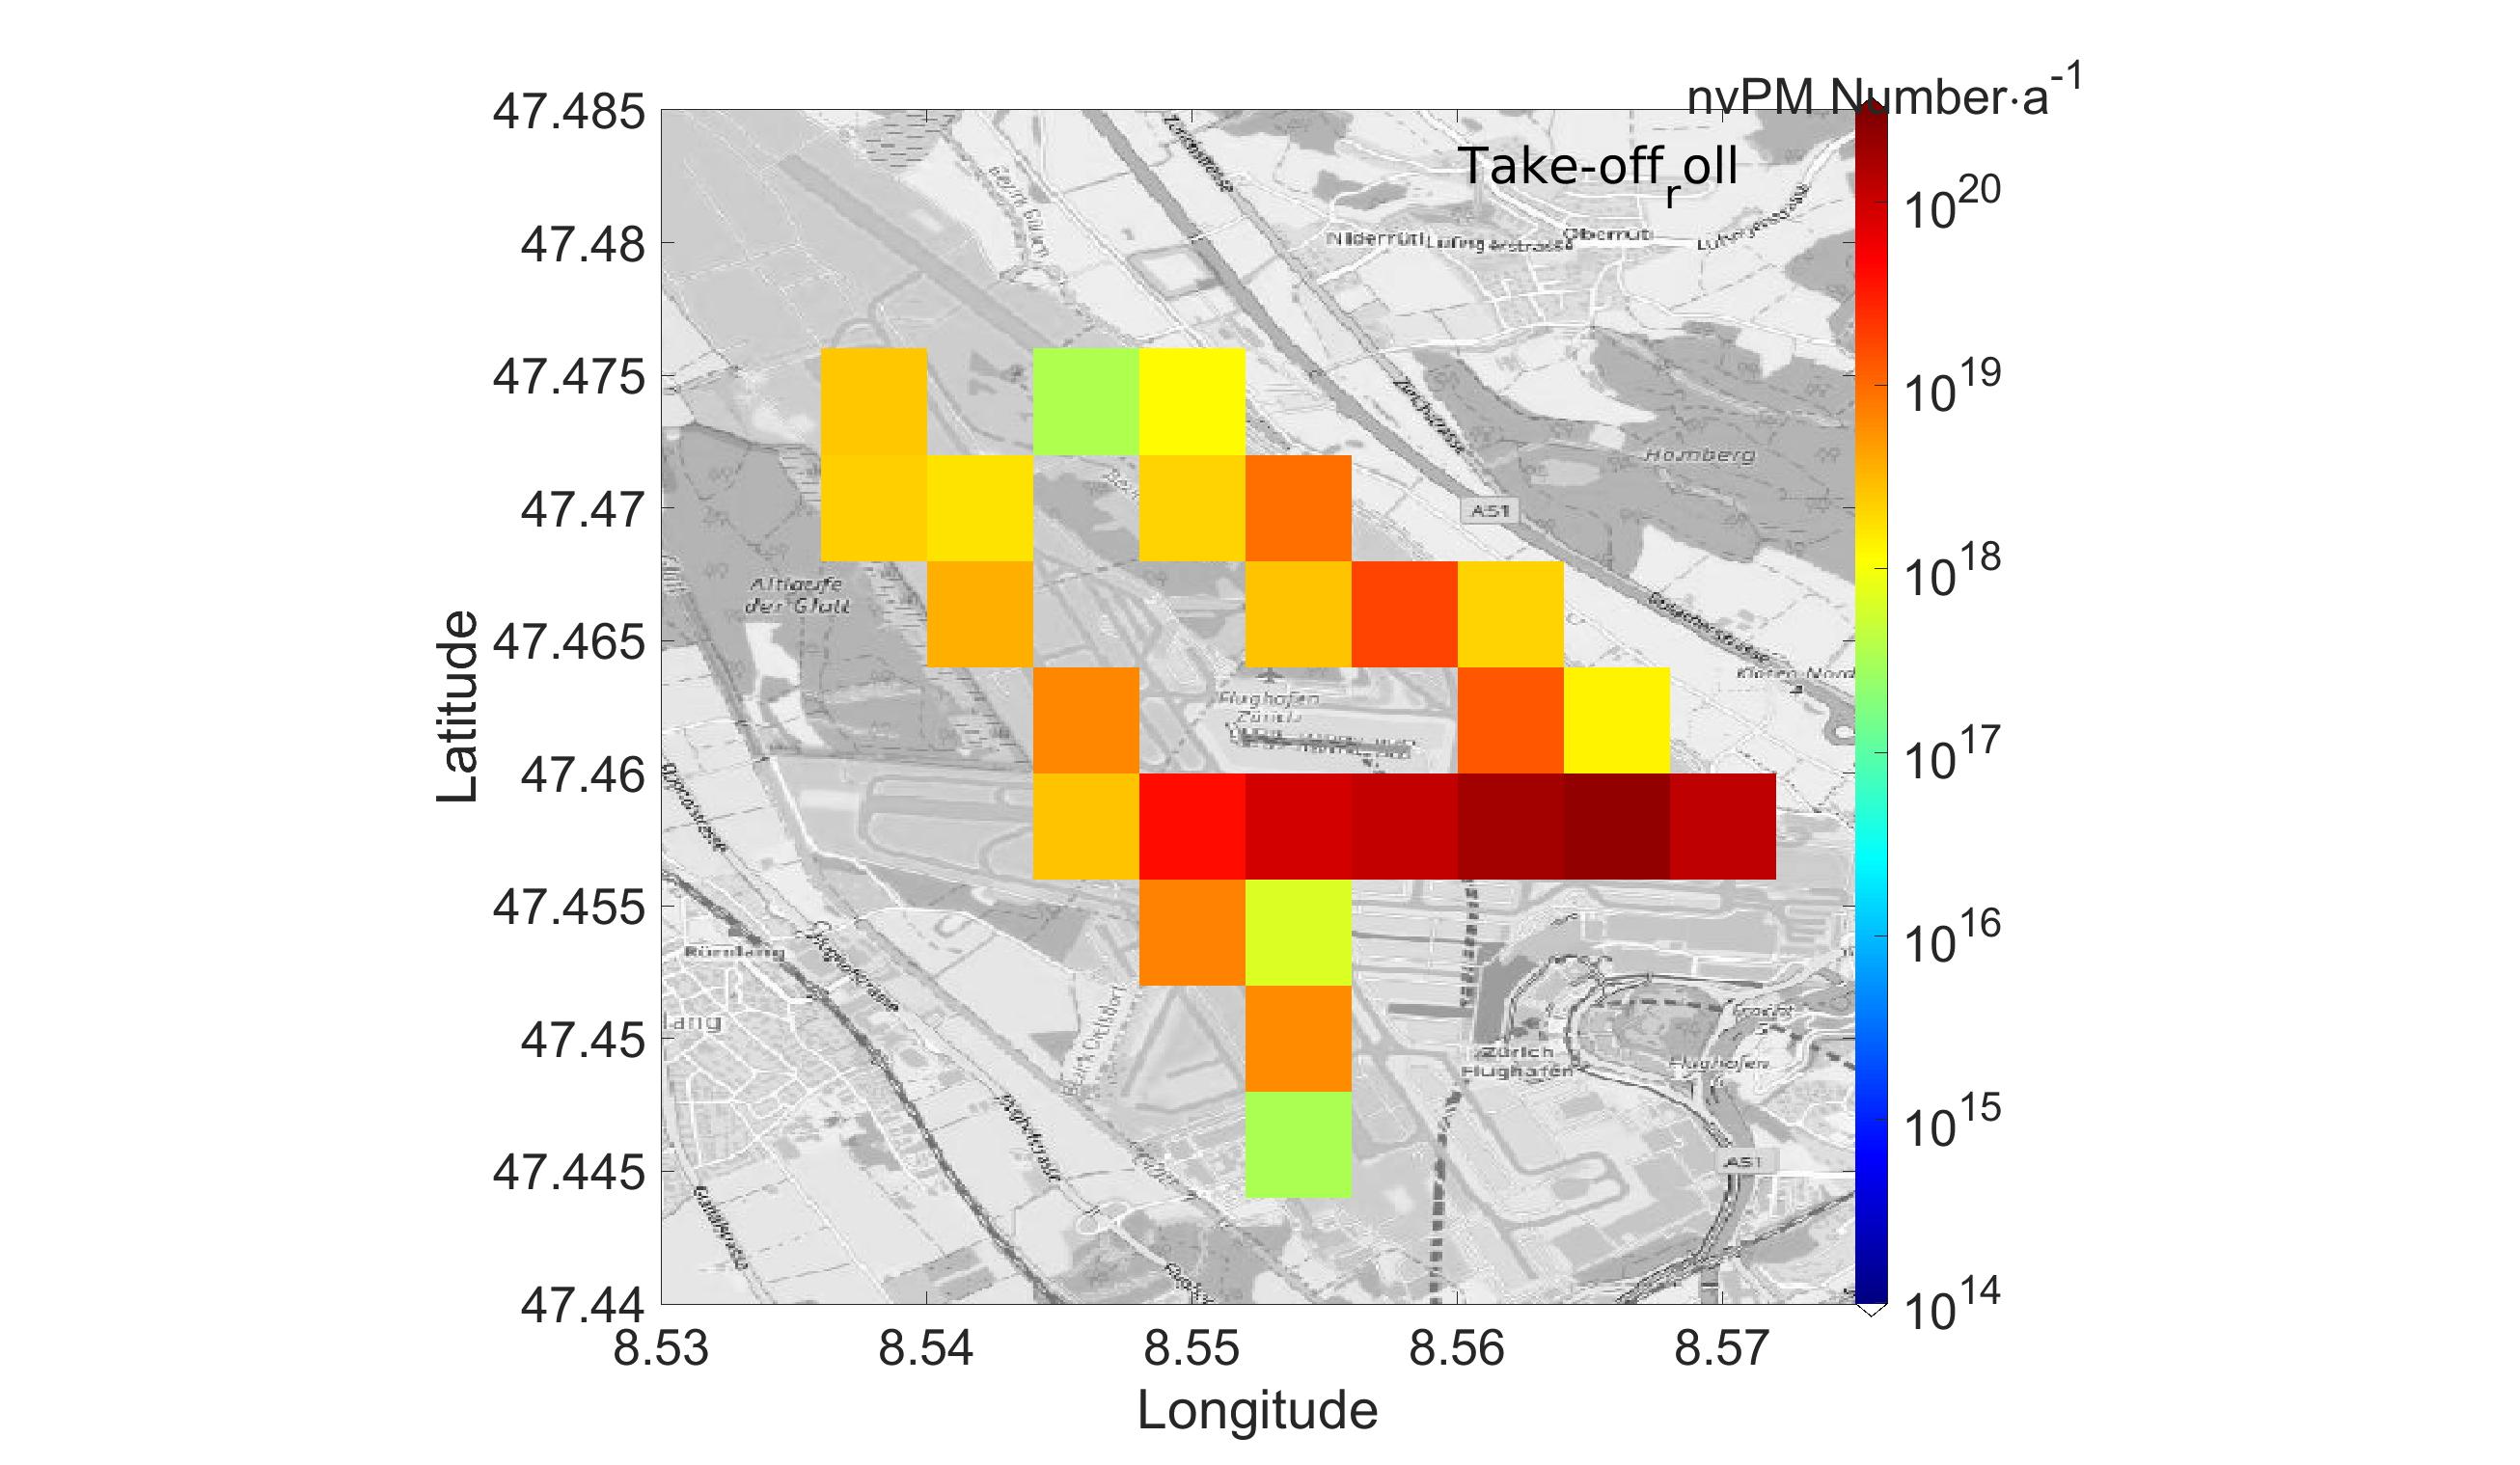 nvPM Number·a-1
Take-off_roll
47.485
47.48
47.475
47.47
47.465
47.46
47.455
47.45
47.445
47.44
8.53
8.54
8.55
8.56
8.57
Latitude
Longitude
10^20
10^19
10^18
10^17
10^16
10^15
10^14
Homberg
A51
Altläufe
der Glatt
Flughafen
Zürich
Rümlang
lang
Zürich
Flughafen
Flughafen
A51